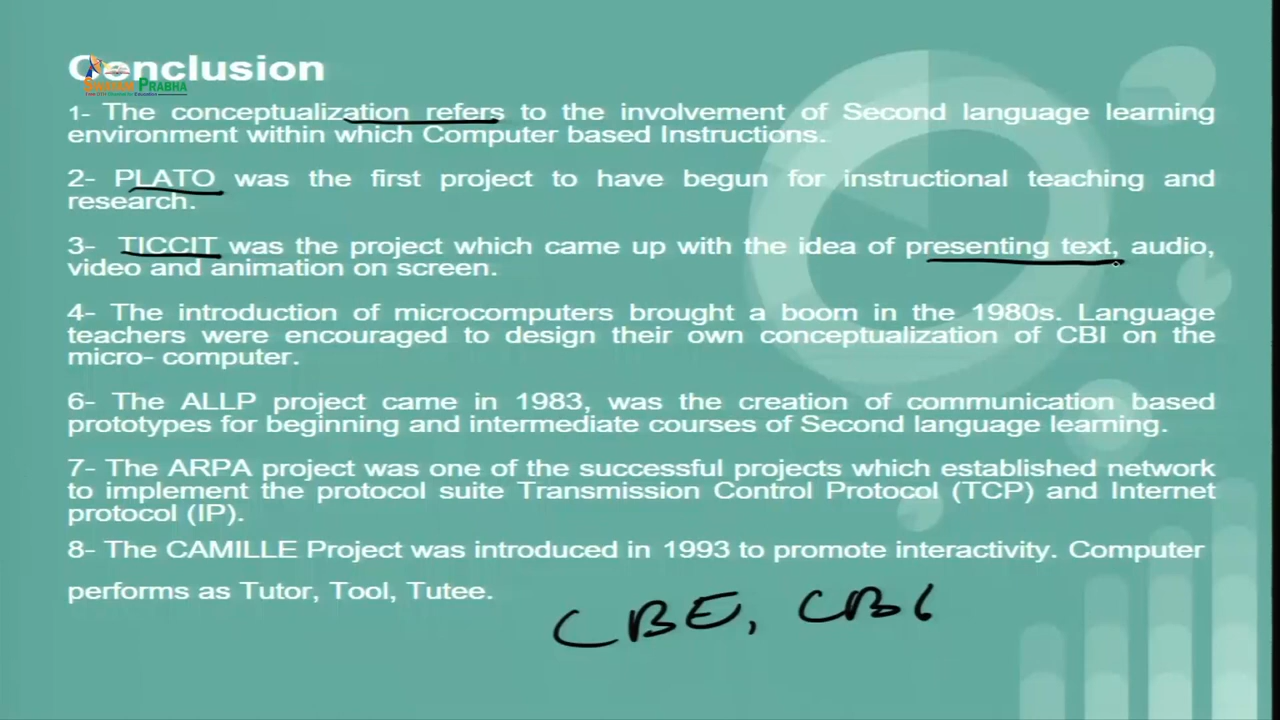 Conclusion
SWAYAM PRABHA
1- The conceptualization refers to the involvement of Second language learning
environment within which Computer based Instructions.
2- PLATO was the first project to have begun for instructional teaching and
research.
3- TICCIT was the project which came up with the idea of presenting text, audio,
video and animation on screen.
4- The introduction of microcomputers brought a boom in the 1980s. Language
teachers were encouraged to design their own conceptualization of CBI on the
micro- computer.
6- The ALLP project came in 1983, was the creation of communication based
prototypes for beginning and intermediate courses of Second language learning.
7- The ARPA project was one of the successful projects which established network
to implement the protocol suite Transmission Control Protocol (TCP) and Internet
protocol (IP).
8- The CAMILLE Project was introduced in 1993 to promote interactivity. Computer
performs as Tutor, Tool, Tutee.
CBE, CBI